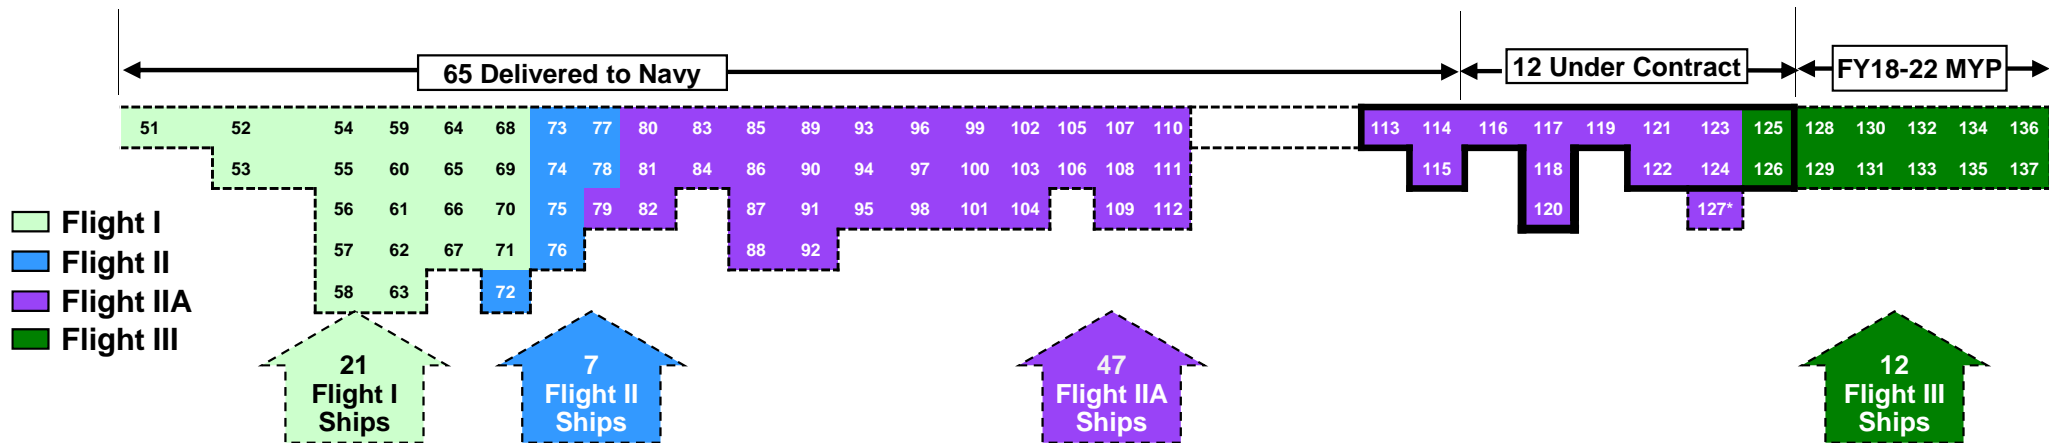 65 Delivered to Navy 12 Under Contract FY18-22 MYP
51 52 54 59 64 68 73 77 80 83 85 89 93 96 99 102 105 107 110 113 114 116 117 119 121 123 125 128 130 132 134 136
53 55 60 65 69 74 78 81 84 86 90 94 97 100 103 106 108 111 115 118 122 124 126 129 131 133 135 137
56 61 66 70 75 79 82 87 91 95 98 101 104 109 112 120 127*
57 62 67 71 76 88 92
58 63 72
Flight I
Flight II
Flight IIA
Flight III
21
Flight I
Ships
7
Flight II
Ships
47
Flight IIA
Ships
12
Flight III
Ships